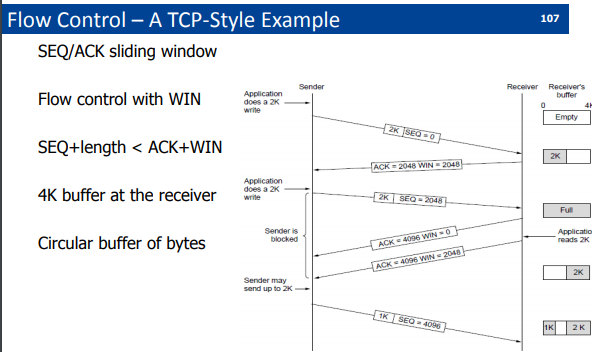 Flow Control – A TCP-Style Example
107
SEQ/ACK sliding window
Flow control with WIN
SEQ+length < ACK+WIN
4K buffer at the receiver
Circular buffer of bytes
Sender
Receiver
Receiver's
buffer
Application
does a 2K
write
0
4K
Empty
2K SEQ = 0
2K
ACK = 2048 WIN = 2048
Application
does a 2K
write
2K SEQ = 2048
Full
Sender is
blocked
ACK = 4096 WIN = 0
Applicatio
reads 2K
ACK = 4096 WIN = 2048
2K
Sender may
send up to 2K
1K SEQ = 4096
1K
2 K